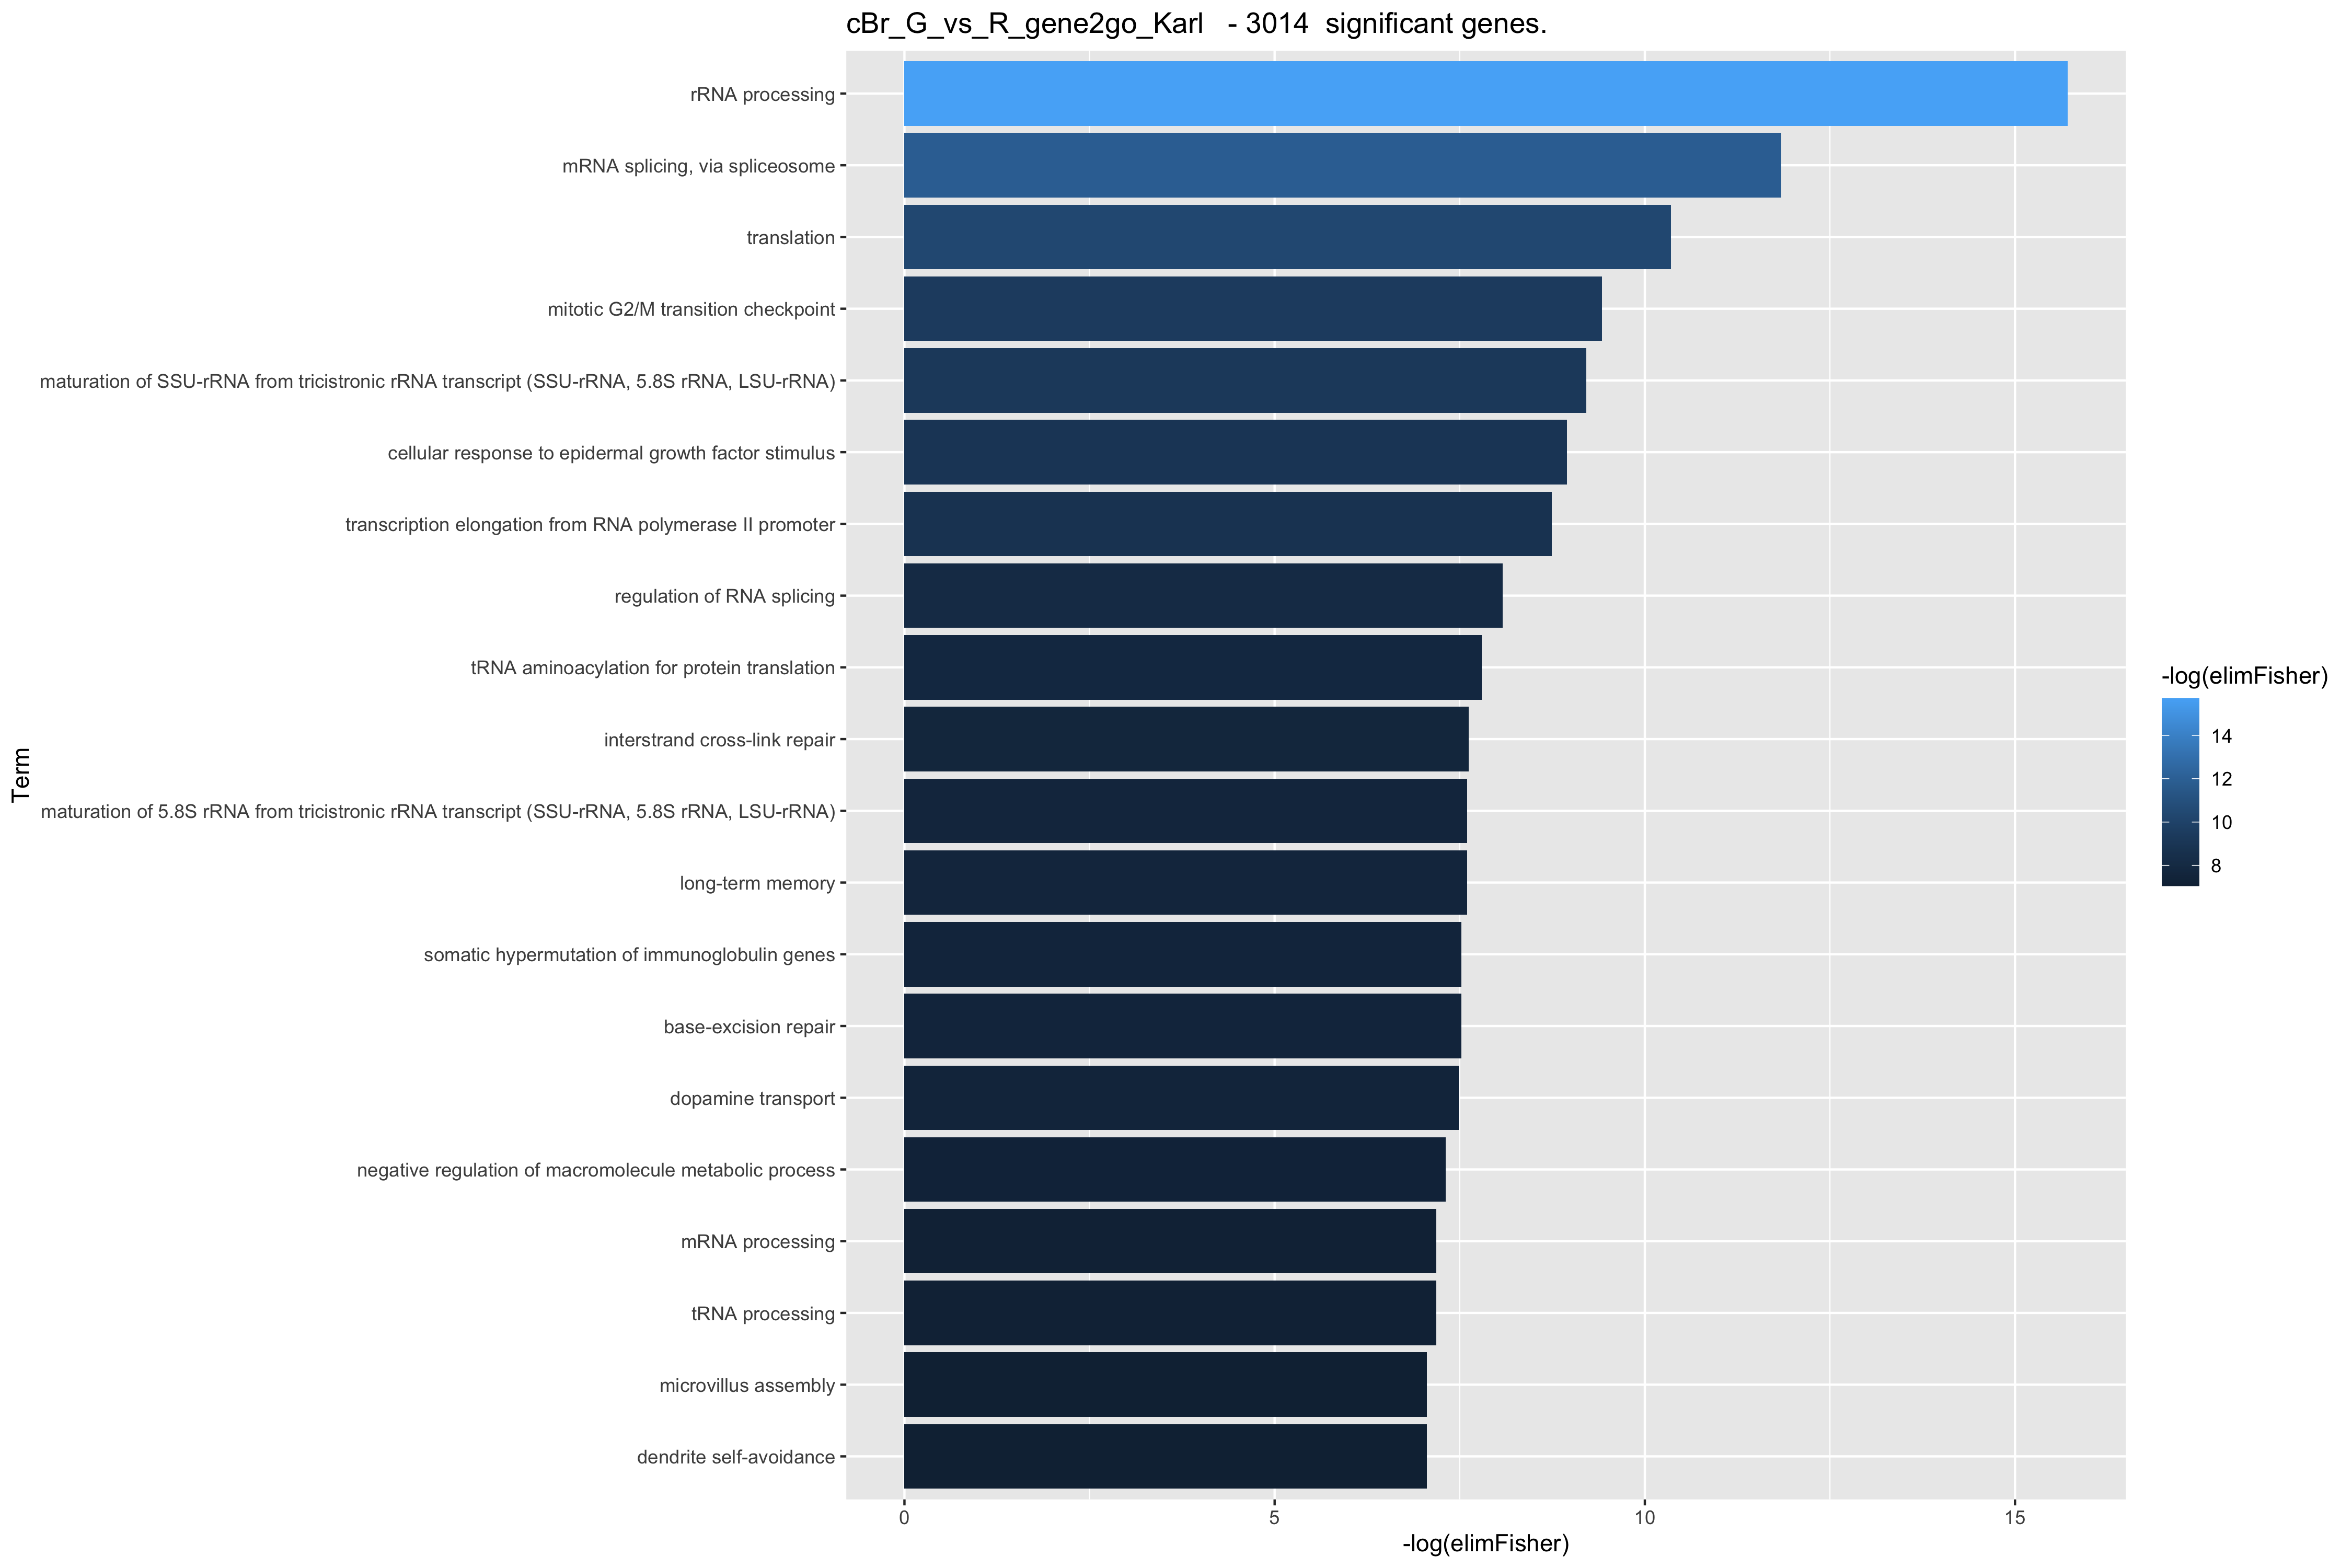 cBr_G_vs_R_gene2go_Karl   - 3014  significant genes.
rRNA processing
mRNA splicing, via spliceosome
translation
mitotic G2/M transition checkpoint
maturation of SSU-rRNA from tricistronic rRNA transcript (SSU-rRNA, 5.8S rRNA, LSU-rRNA)
cellular response to epidermal growth factor stimulus
transcription elongation from RNA polymerase II promoter
regulation of RNA splicing
tRNA aminoacylation for protein translation
interstrand cross-link repair
maturation of 5.8S rRNA from tricistronic rRNA transcript (SSU-rRNA, 5.8S rRNA, LSU-rRNA)
long-term memory
somatic hypermutation of immunoglobulin genes
base-excision repair
dopamine transport
negative regulation of macromolecule metabolic process
mRNA processing
tRNA processing
microvillus assembly
dendrite self-avoidance
Term
0 5 10 15
-log(elimFisher)
-log(elimFisher)
14
12
10
8